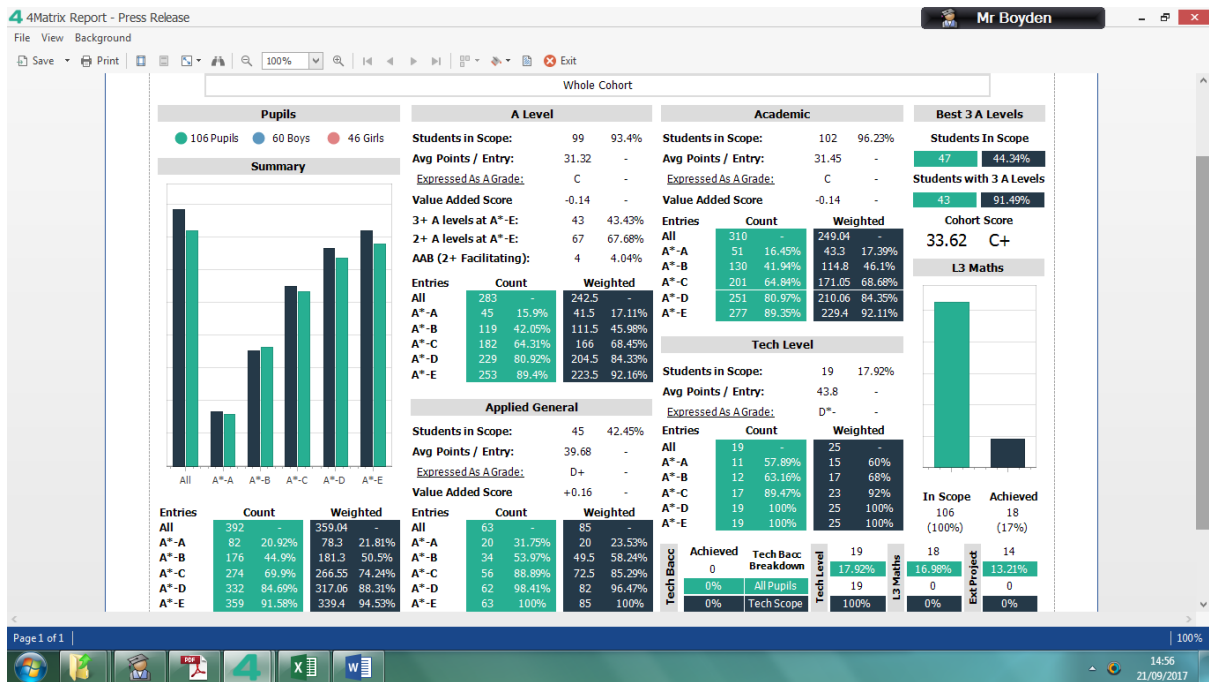 4 4Matrix Report - Press Release
Mr Boyden
File View Background
Save Print 100% Exit
Whole Cohort
Pupils
106 Pupils 60 Boys 46 Girls
Summary
All A*-A A*-B A*-C A*-D A*-E
Entries Count Weighted
All 392 - 359.04 -
A*-A 82 20.92% 78.3 21.81%
A*-B 176 44.9% 181.3 50.5%
A*-C 274 69.9% 266.55 74.24%
A*-D 332 84.69% 317.06 88.31%
A*-E 359 91.58% 339.4 94.53%
A Level
Students in Scope: 99 93.4%
Avg Points / Entry: 31.32 -
Expressed As A Grade: C -
Value Added Score -0.14 -
3+ A levels at A*-E: 43 43.43%
2+ A levels at A*-E: 67 67.68%
AAB (2+ Facilitating): 4 4.04%
Entries Count Weighted
All 283 - 242.5 -
A*-A 45 15.9% 41.5 17.11%
A*-B 119 42.05% 111.5 45.98%
A*-C 182 64.31% 166 68.45%
A*-D 229 80.92% 204.5 84.33%
A*-E 253 89.4% 223.5 92.16%
Applied General
Students in Scope: 45 42.45%
Avg Points / Entry: 39.68 -
Expressed As A Grade: D+ -
Value Added Score +0.16 -
Entries Count Weighted
All 63 - 85 -
A*-A 20 31.75% 20 23.53%
A*-B 34 53.97% 49.5 58.24%
A*-C 56 88.89% 72.5 85.29%
A*-D 62 98.41% 82 96.47%
A*-E 63 100% 85 100%
Academic
Students in Scope: 102 96.23%
Avg Points / Entry: 31.45 -
Expressed As A Grade: C -
Value Added Score -0.14 -
Entries Count Weighted
All 310 - 249.04 -
A*-A 51 16.45% 43.3 17.39%
A*-B 130 41.94% 114.8 46.1%
A*-C 201 64.84% 171.05 68.68%
A*-D 251 80.97% 210.06 84.35%
A*-E 277 89.35% 229.4 92.11%
Tech Level
Students in Scope: 19 17.92%
Avg Points / Entry: 43.8 -
Expressed As A Grade: D*- -
Entries Count Weighted
All 19 - 25 -
A*-A 11 57.89% 15 60%
A*-B 12 63.16% 17 68%
A*-C 17 89.47% 23 92%
A*-D 19 100% 25 100%
A*-E 19 100% 25 100%
Best 3 A Levels
Students In Scope
47 44.34%
Students with 3 A Levels
43 91.49%
Cohort Score
33.62 C+
L3 Maths
In Scope Achieved
106 18
(100%) (17%)
Tech Bacc
Achieved Tech Bacc
0 Breakdown
0% All Pupils
0% Tech Scope
Tech Level
19
17.92%
19
100%
L3 Maths
18
16.98%
0
0%
Ext Project
14
13.21%
0
0%
Page 1 of 1 100%
PDF
4
14:56
21/09/2017